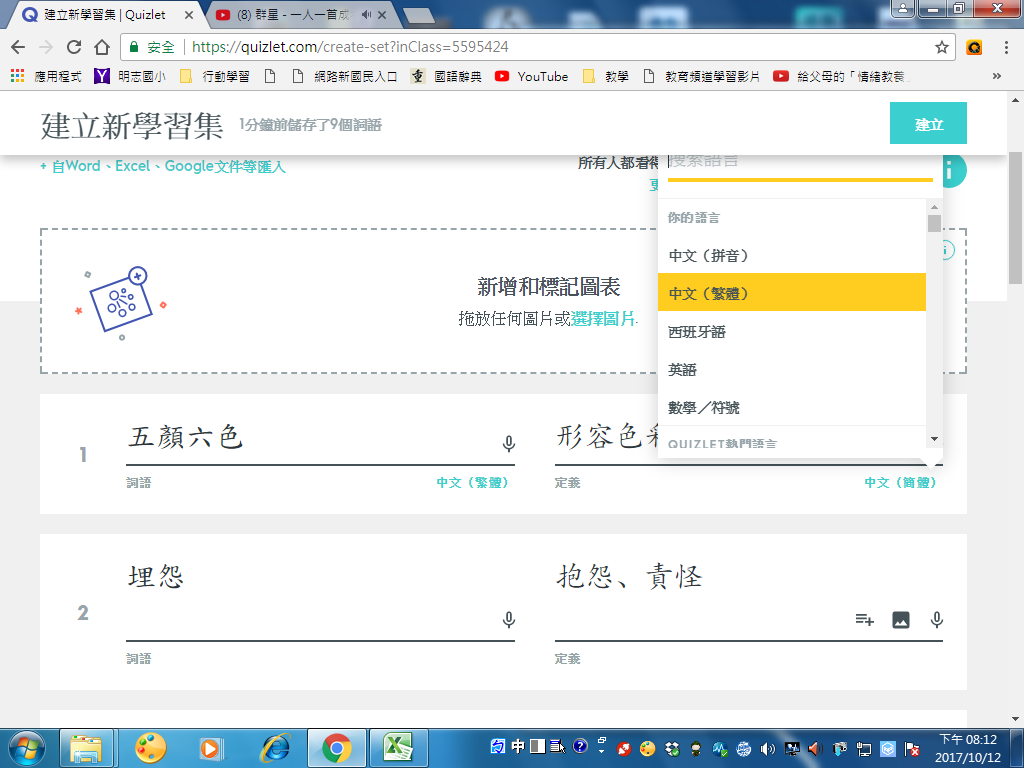 建立新學習集 | Quizlet
(8) 群星 - 一人一首成
安全
https://quizlet.com/create-set?inClass=5595424
應用程式
明志國小
行動學習
網路新國民入口
國語辭典
YouTube
教學
教育頻道學習影片
給父母的「情緒教養
建立新學習集
1分鐘前儲存了9個詞語
建立
+ 自Word、Excel、Google文件等匯入
所有人都看得
搜索語言
更
你的語言
中文（拼音）
中文（繁體）
西班牙語
英語
數學／符號
QUIZLET熱門語言
新增和標記圖表
拖放任何圖片或選擇圖片.
1
五顏六色
形容色彩
詞語
中文（繁體）
定義
中文（簡體）
2
埋怨
抱怨、責怪
詞語
定義
中
下午 08:12
2017/10/12